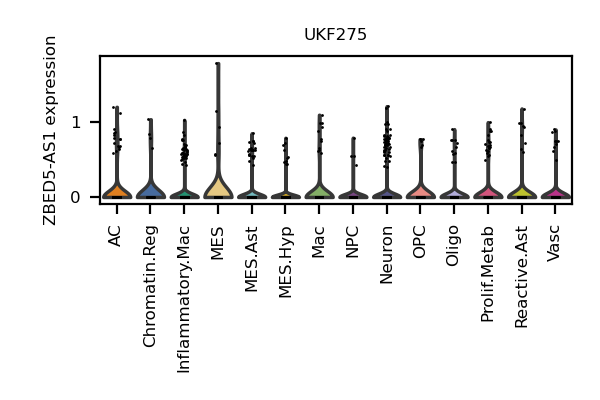 UKF275
ZBED5-AS1 expression
1
0
AC
Chromatin.Reg
Inflammatory.Mac
MES
MES.Ast
MES.Hyp
Mac
NPC
Neuron
OPC
Oligo
Prolif.Metab
Reactive.Ast
Vasc